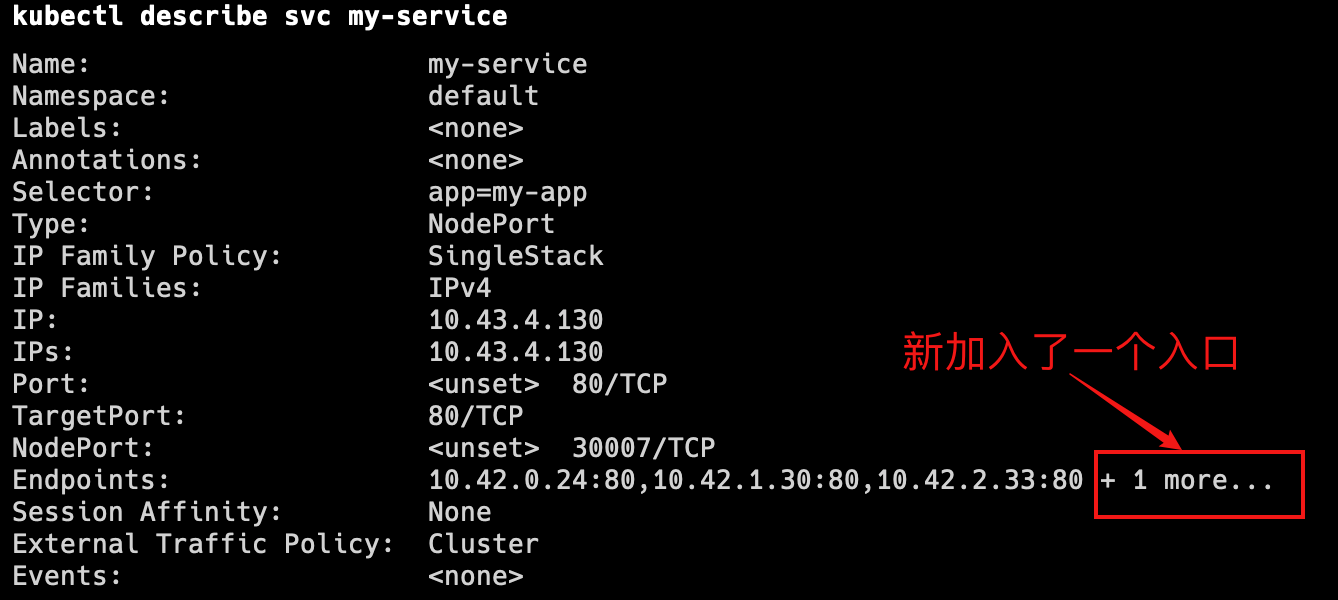 kubectl describe svc my-service
Name: my-service
Namespace: default
Labels: <none>
Annotations: <none>
Selector: app=my-app
Type: NodePort
IP Family Policy: SingleStack
IP Families: IPv4
IP: 10.43.4.130
IPs: 10.43.4.130
新加入了一个入口
Port: <unset> 80/TCP
TargetPort: 80/TCP
NodePort: <unset> 30007/TCP
Endpoints: 10.42.0.24:80,10.42.1.30:80,10.42.2.33:80 + 1 more...
Session Affinity: None
External Traffic Policy: Cluster
Events: <none>